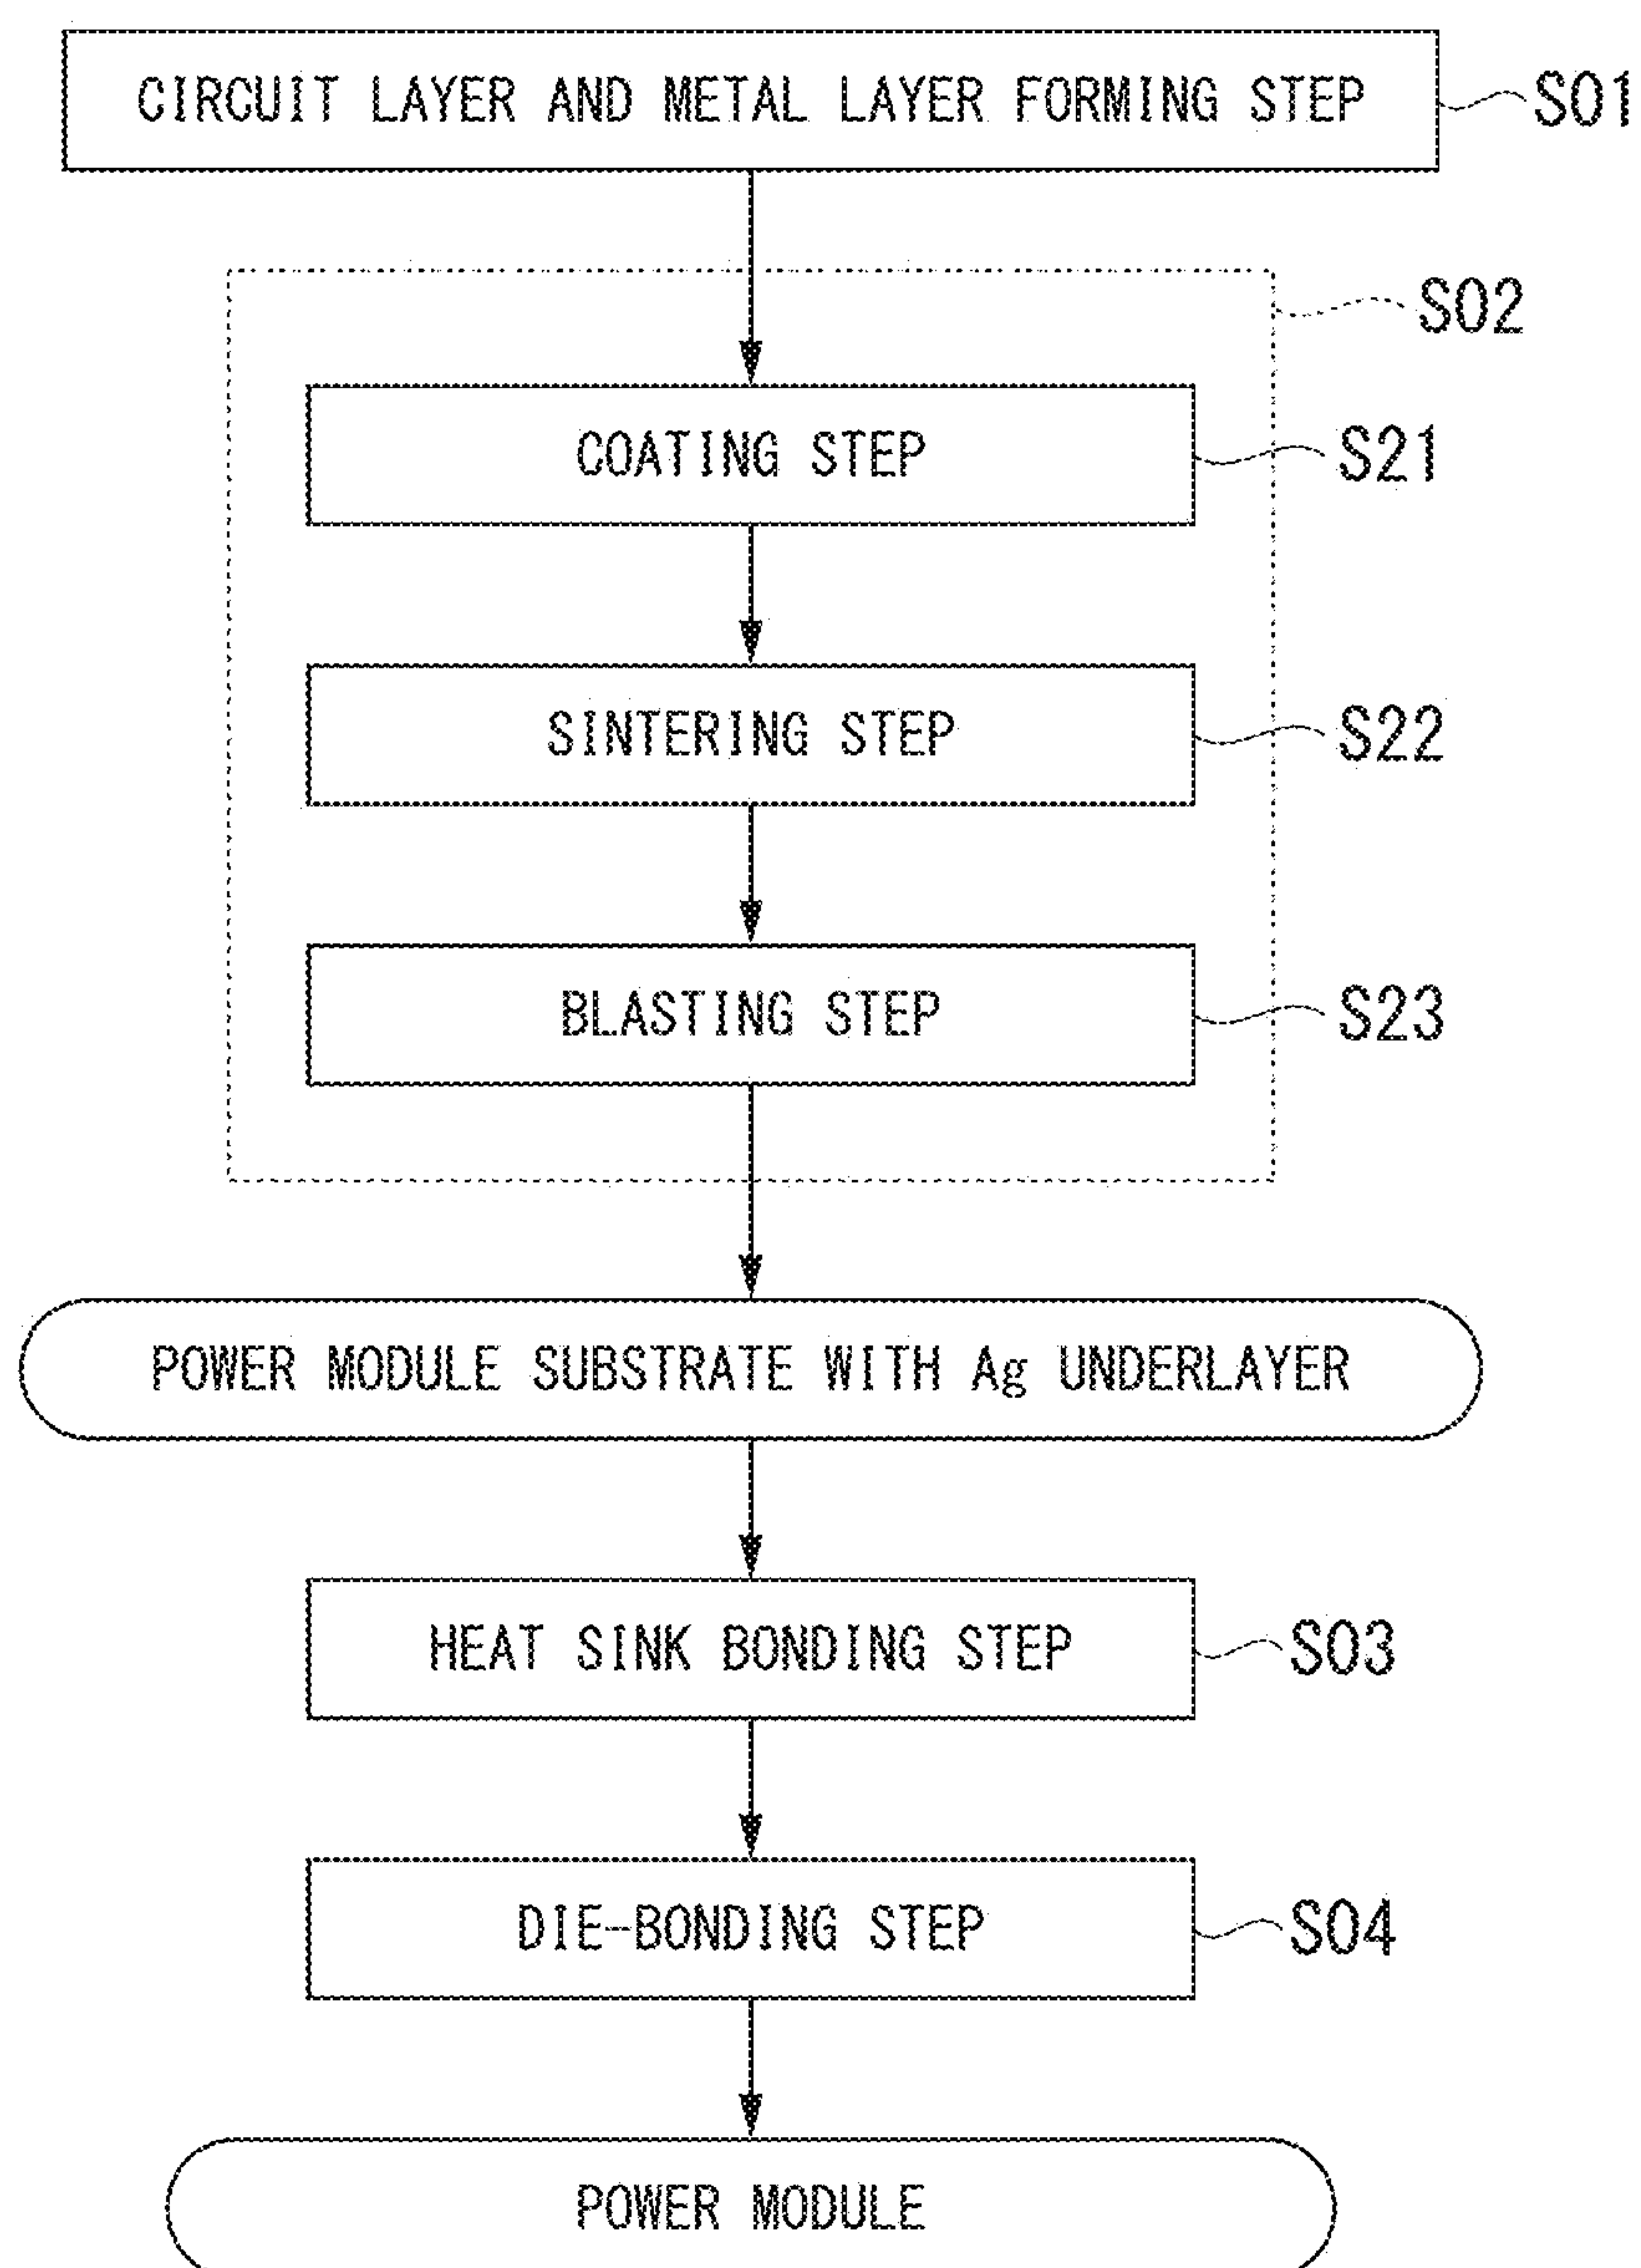 CIRCUIT LAYER AND METAL LAYER FORMING STEP
S01
S02
COATING STEP
S21
SINTERING STEP
S22
BLASTING STEP
S23
POWER MODULE SUBSTRATE WITH Ag UNDERLAYER
HEAT SINK BONDING STEP
S03
DIE-BONDING STEP
S04
POWER MODULE